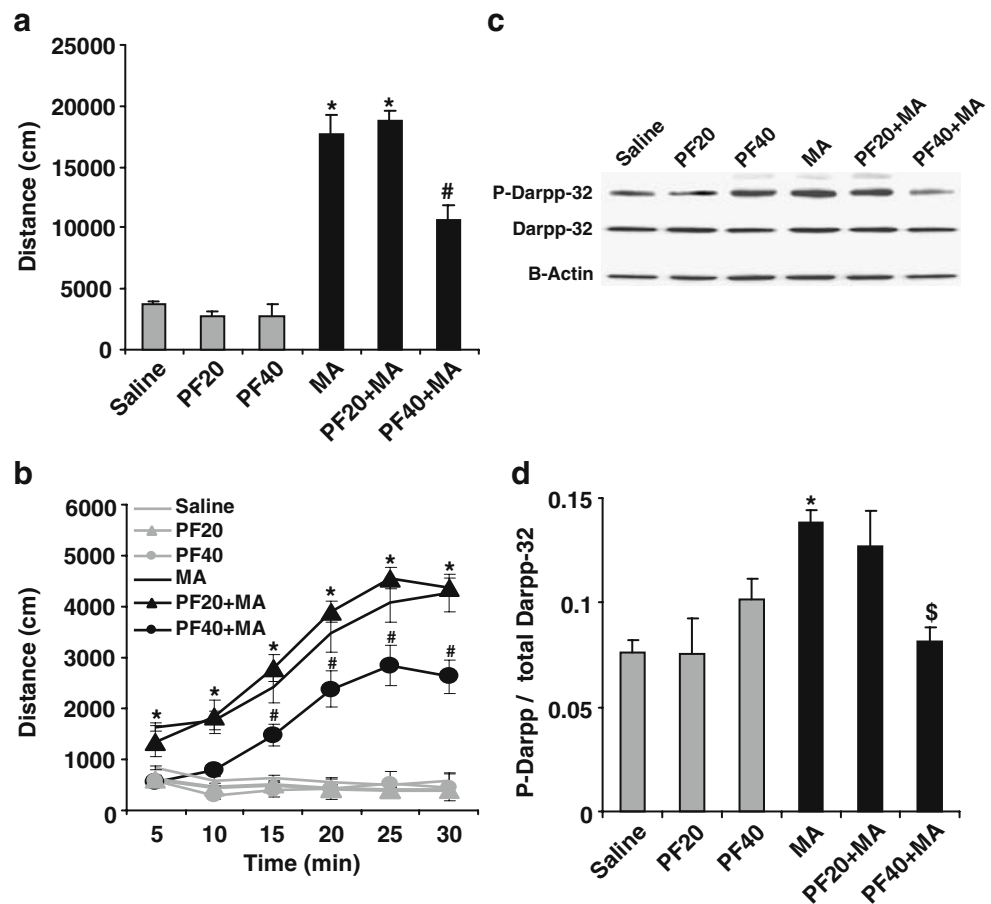 a
25000
20000
15000
10000
5000
0
Distance (cm)
* * #
Saline PF20 PF40 MA PF20+MA PF40+MA
b
6000
5000
4000
3000
2000
1000
0
Distance (cm)
Saline
PF20
PF40
MA
PF20+MA
PF40+MA
* * * * * *
# # # #
5 10 15 20 25 30
Time (min)
c
Saline PF20 PF40 MA PF20+MA PF40+MA
P-Darpp-32
Darpp-32
B-Actin
d
0.15
0.1
0.05
0
P-Darpp / total Darpp-32
* $
Saline PF20 PF40 MA PF20+MA PF40+MA